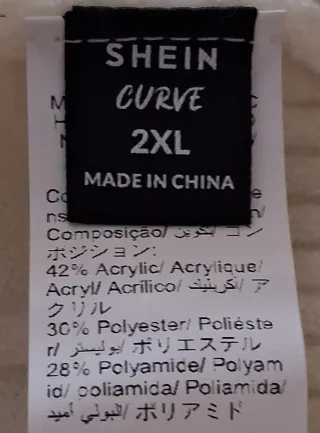 SHEIN
CURVE
2XL
MADE IN CHINA
Composição/ تكوين/ コン
ポジション:
42% Acrylic/ Acrylique/
Acryl/ Acrílico/ اكريليك/ ア
クリル
30% Polyester/ Poliéste
r/ بوليستر/ ポリエステル
28% Polyamide/ Polyam
id/ poliamida/ Poliamida/
البولي أميد/ ポリアミド